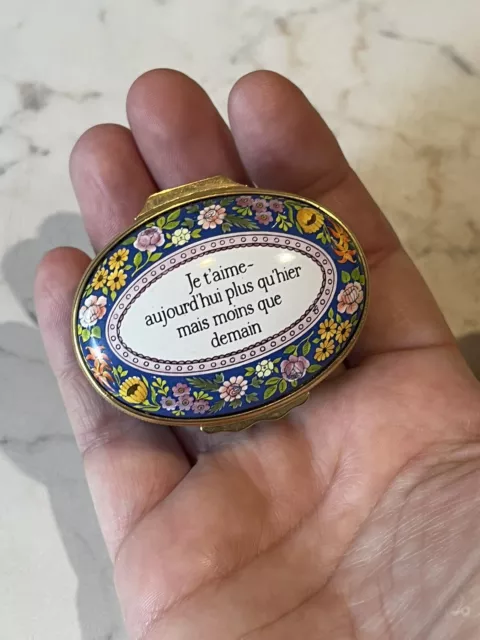 Je t'aime-
aujourd'hui plus qu'hier
mais moins que
demain